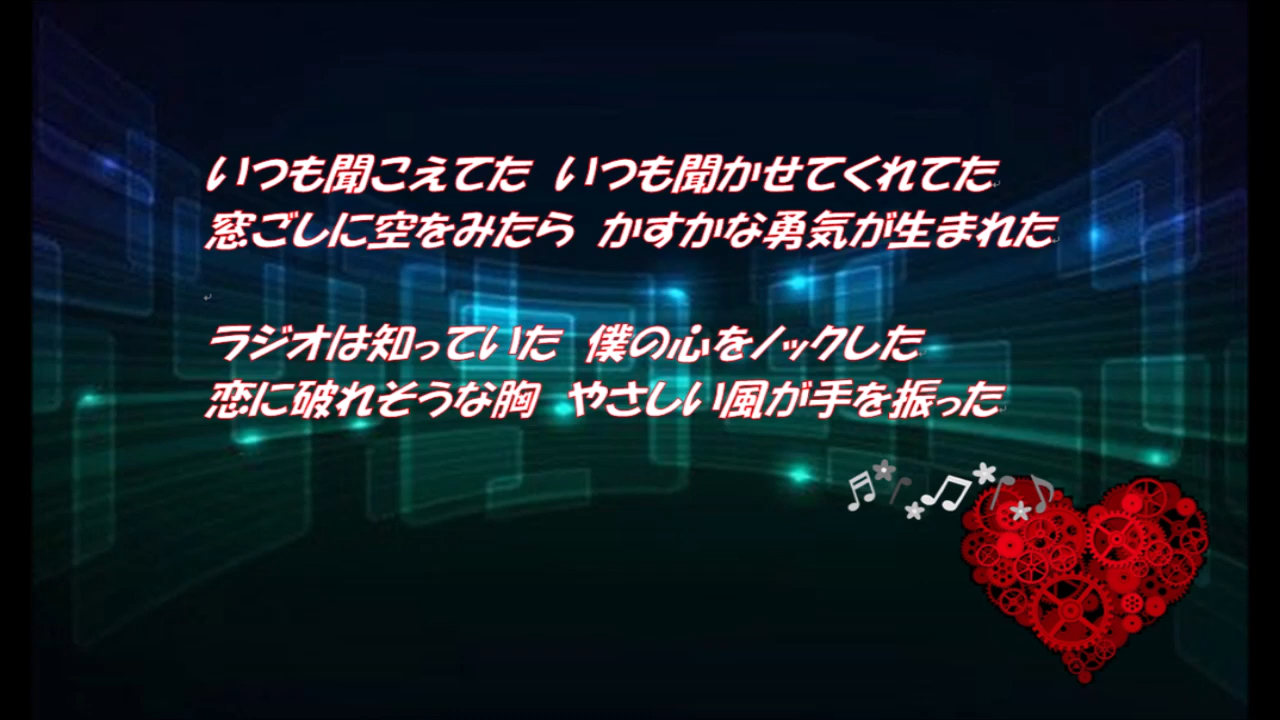 いつも聞こえてた いつも聞かせてくれてた
窓ごしに空をみたら かすかな勇気が生まれた
ラジオは知っていた 僕の心をノックした
恋に破れそうな胸 やさしい風が手を振った